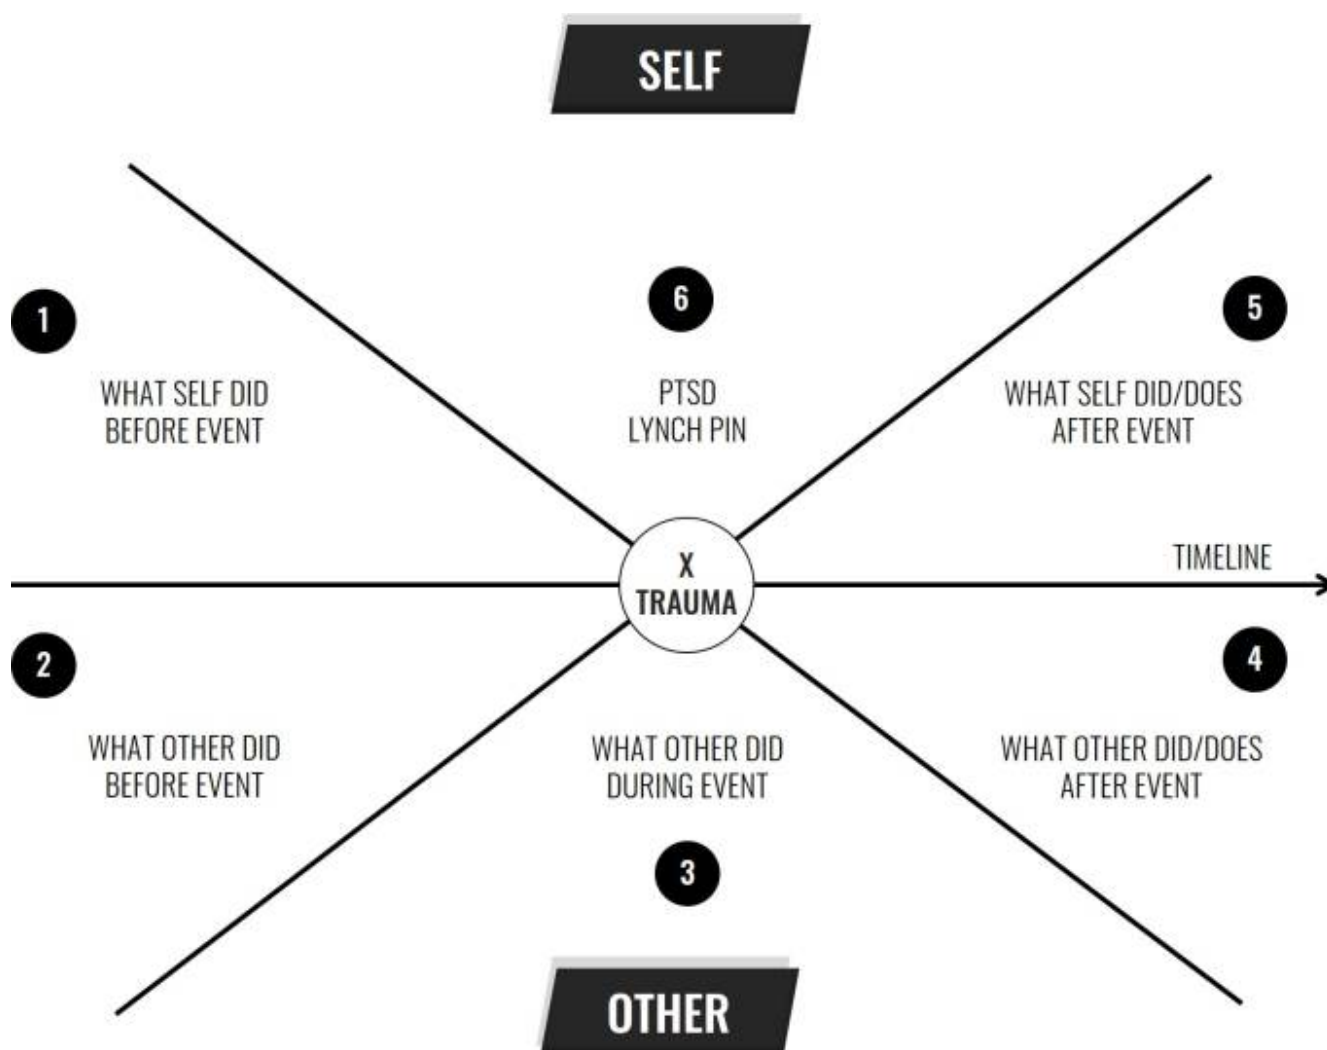 SELF
1
WHAT SELF DID
BEFORE EVENT
6
PTSD
LYNCH PIN
5
WHAT SELF DID/DOES
AFTER EVENT
X
TRAUMA
TIMELINE
2
WHAT OTHER DID
BEFORE EVENT
WHAT OTHER DID
DURING EVENT
3
4
WHAT OTHER DID/DOES
AFTER EVENT
OTHER